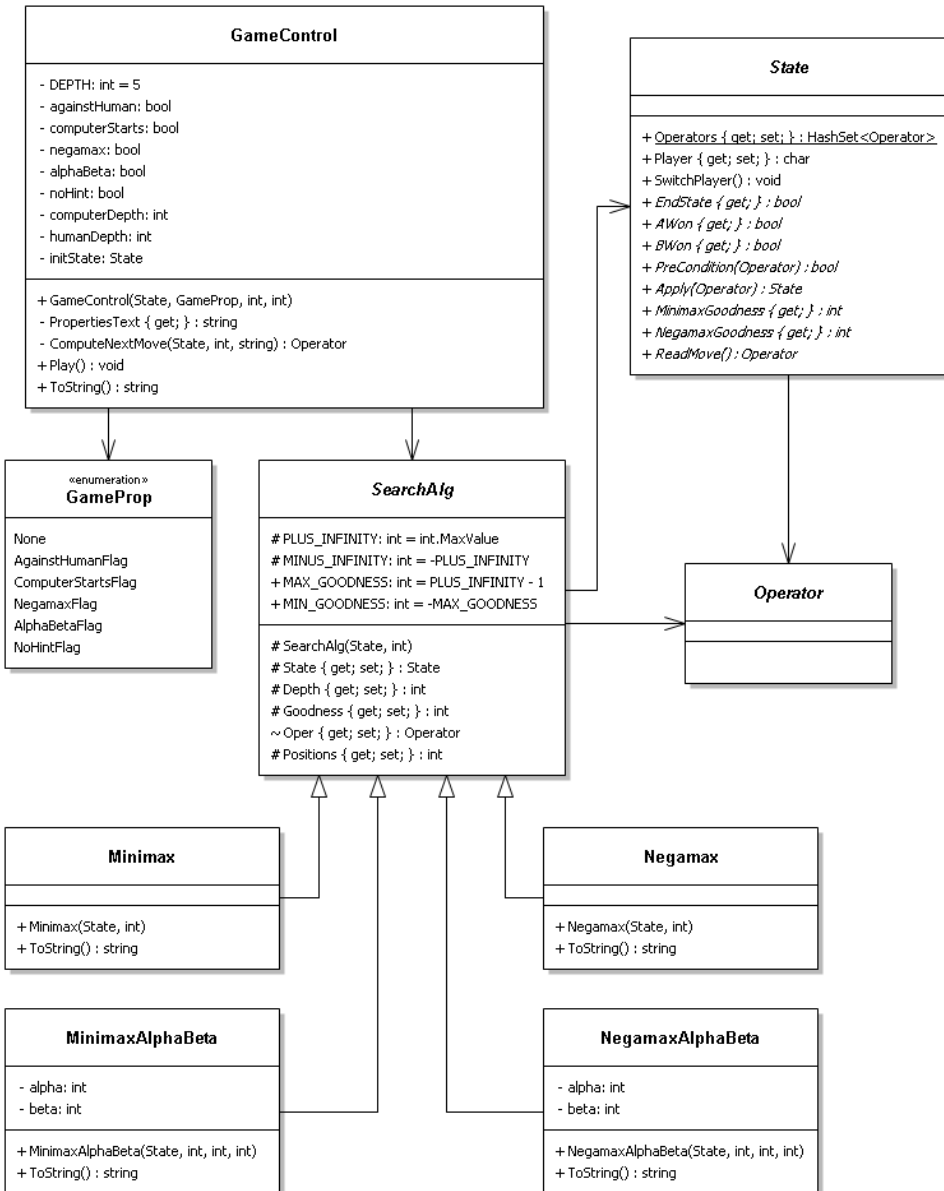 GameControl
- DEPTH: int = 5
- againstHuman: bool
- computerStarts: bool
- negamax: bool
- alphaBeta: bool
- noHint: bool
- computerDepth: int
- humanDepth: int
- initState: State
+ GameControl(State, GameProp, int, int)
- PropertiesText { get; } : string
- ComputeNextMove(State, int, string) : Operator
+ Play() : void
+ ToString() : string
State
+ Operators { get; set; } : HashSet<Operator>
+ Player { get; set; } : char
+ SwitchPlayer() : void
+ EndState { get; } : bool
+ AWon { get; } : bool
+ BWon { get; } : bool
+ PreCondition(Operator) : bool
+ Apply(Operator) : State
+ MinimaxGoodness { get; } : int
+ NegamaxGoodness { get; } : int
+ ReadMove() : Operator
«enumeration»
GameProp
None
AgainstHumanFlag
ComputerStartsFlag
NegamaxFlag
AlphaBetaFlag
NoHintFlag
SearchAlg
# PLUS_INFINITY: int = int.MaxValue
# MINUS_INFINITY: int = -PLUS_INFINITY
+ MAX_GOODNESS: int = PLUS_INFINITY - 1
+ MIN_GOODNESS: int = -MAX_GOODNESS
# SearchAlg(State, int)
# State { get; set; } : State
# Depth { get; set; } : int
# Goodness { get; set; } : int
~ Oper { get; set; } : Operator
# Positions { get; set; } : int
Operator
Minimax
+ Minimax(State, int)
+ ToString() : string
Negamax
+ Negamax(State, int)
+ ToString() : string
MinimaxAlphaBeta
- alpha: int
- beta: int
+ MinimaxAlphaBeta(State, int, int, int)
+ ToString() : string
NegamaxAlphaBeta
- alpha: int
- beta: int
+ NegamaxAlphaBeta(State, int, int, int)
+ ToString() : string